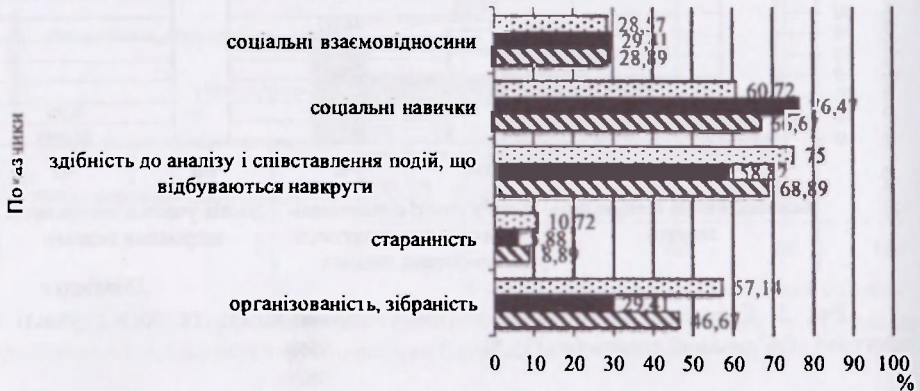 28,57
соціальні взаємовідносини 29,41
28,89
60,72
соціальні навички 76,47
66,67
Показники
75
здібність до аналізу і співставлення подій, що
відбуваються навкруги 58,82
68,89
10,72
старанність 5,88
8,89
57,14
організованість, зібраність 29,41
46,67
0 10 20 30 40 50 60 70 80 90 100
%